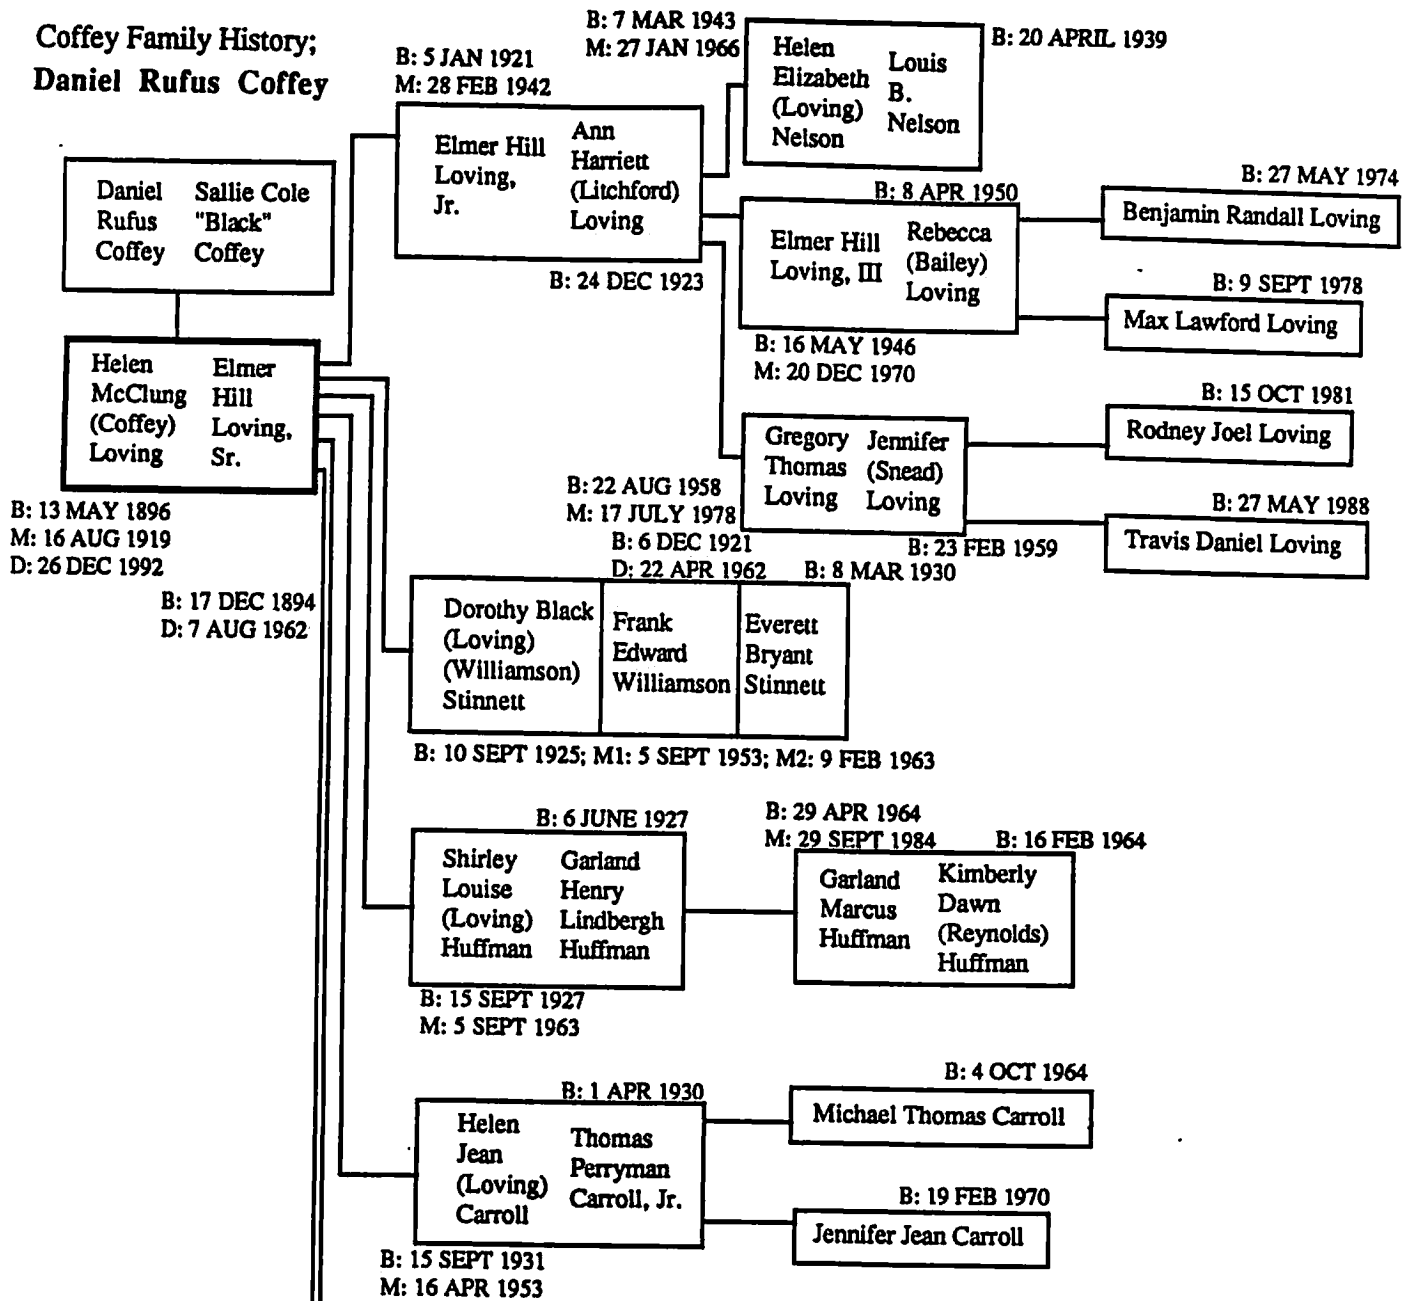 Coffey Family History;
Daniel Rufus Coffey
Daniel
Rufus
Coffey
Sallie Cole
"Black"
Coffey
Helen
McClung
(Coffey)
Loving
Elmer
Hill
Loving,
Sr.
B: 13 MAY 1896
M: 16 AUG 1919
D: 26 DEC 1992
B: 17 DEC 1894
D: 7 AUG 1962
B: 5 JAN 1921
M: 28 FEB 1942
Elmer Hill
Loving,
Jr.
Ann
Harriett
(Litchford)
Loving
B: 24 DEC 1923
B: 7 MAR 1943
M: 27 JAN 1966
Helen
Elizabeth
(Loving)
Nelson
Louis
B.
Nelson
B: 20 APRIL 1939
B: 8 APR 1950
Elmer Hill
Loving, III
Rebecca
(Bailey)
Loving
B: 16 MAY 1946
M: 20 DEC 1970
B: 27 MAY 1974
Benjamin Randall Loving
B: 9 SEPT 1978
Max Lawford Loving
Gregory
Thomas
Loving
Jennifer
(Snead)
Loving
B: 22 AUG 1958
M: 17 JULY 1978
B: 23 FEB 1959
B: 15 OCT 1981
Rodney Joel Loving
B: 27 MAY 1988
Travis Daniel Loving
B: 6 DEC 1921
D: 22 APR 1962
B: 8 MAR 1930
Dorothy Black
(Loving)
(Williamson)
Stinnett
Frank
Edward
Williamson
Everett
Bryant
Stinnett
B: 10 SEPT 1925; M1: 5 SEPT 1953; M2: 9 FEB 1963
B: 6 JUNE 1927
Shirley
Louise
(Loving)
Huffman
Garland
Henry
Lindbergh
Huffman
B: 15 SEPT 1927
M: 5 SEPT 1963
B: 29 APR 1964
M: 29 SEPT 1984
B: 16 FEB 1964
Garland
Marcus
Huffman
Kimberly
Dawn
(Reynolds)
Huffman
B: 1 APR 1930
Helen
Jean
(Loving)
Carroll
Thomas
Perryman
Carroll, Jr.
B: 15 SEPT 1931
M: 16 APR 1953
B: 4 OCT 1964
Michael Thomas Carroll
B: 19 FEB 1970
Jennifer Jean Carroll